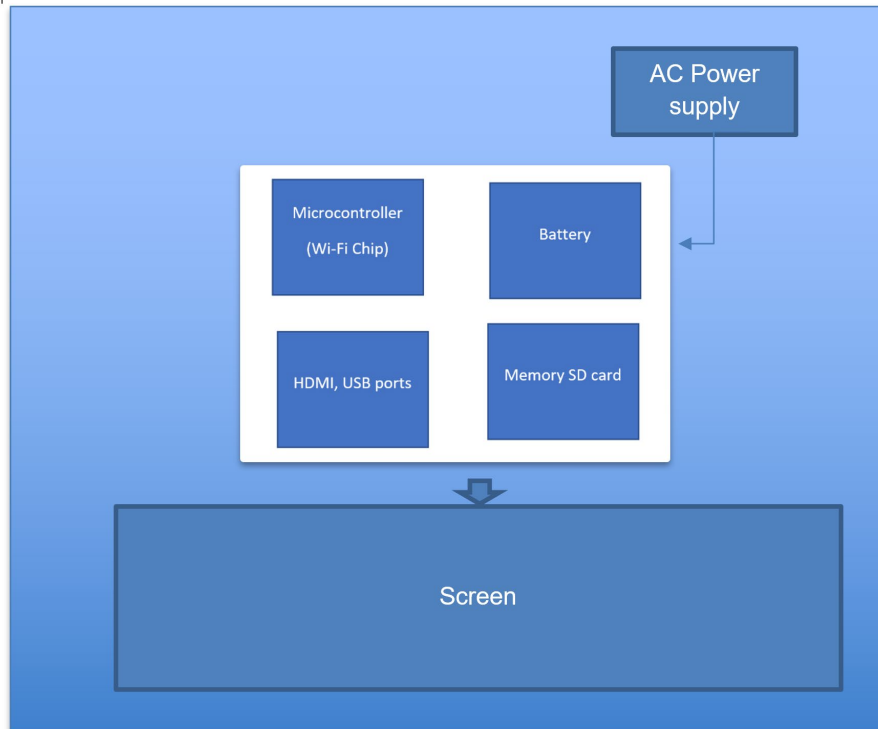 AC Power
supply
Microcontroller
(Wi-Fi Chip)
Battery
HDMI, USB ports
Memory SD card
Screen